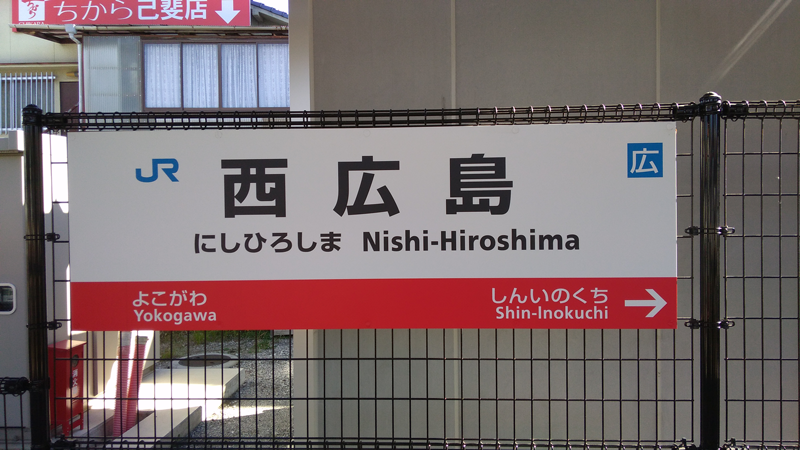 ちから己斐店
JR
西広島
広
にしひろしま Nishi-Hiroshima
よこがわ
Yokogawa
しんいのくち
Shin-Inokuchi